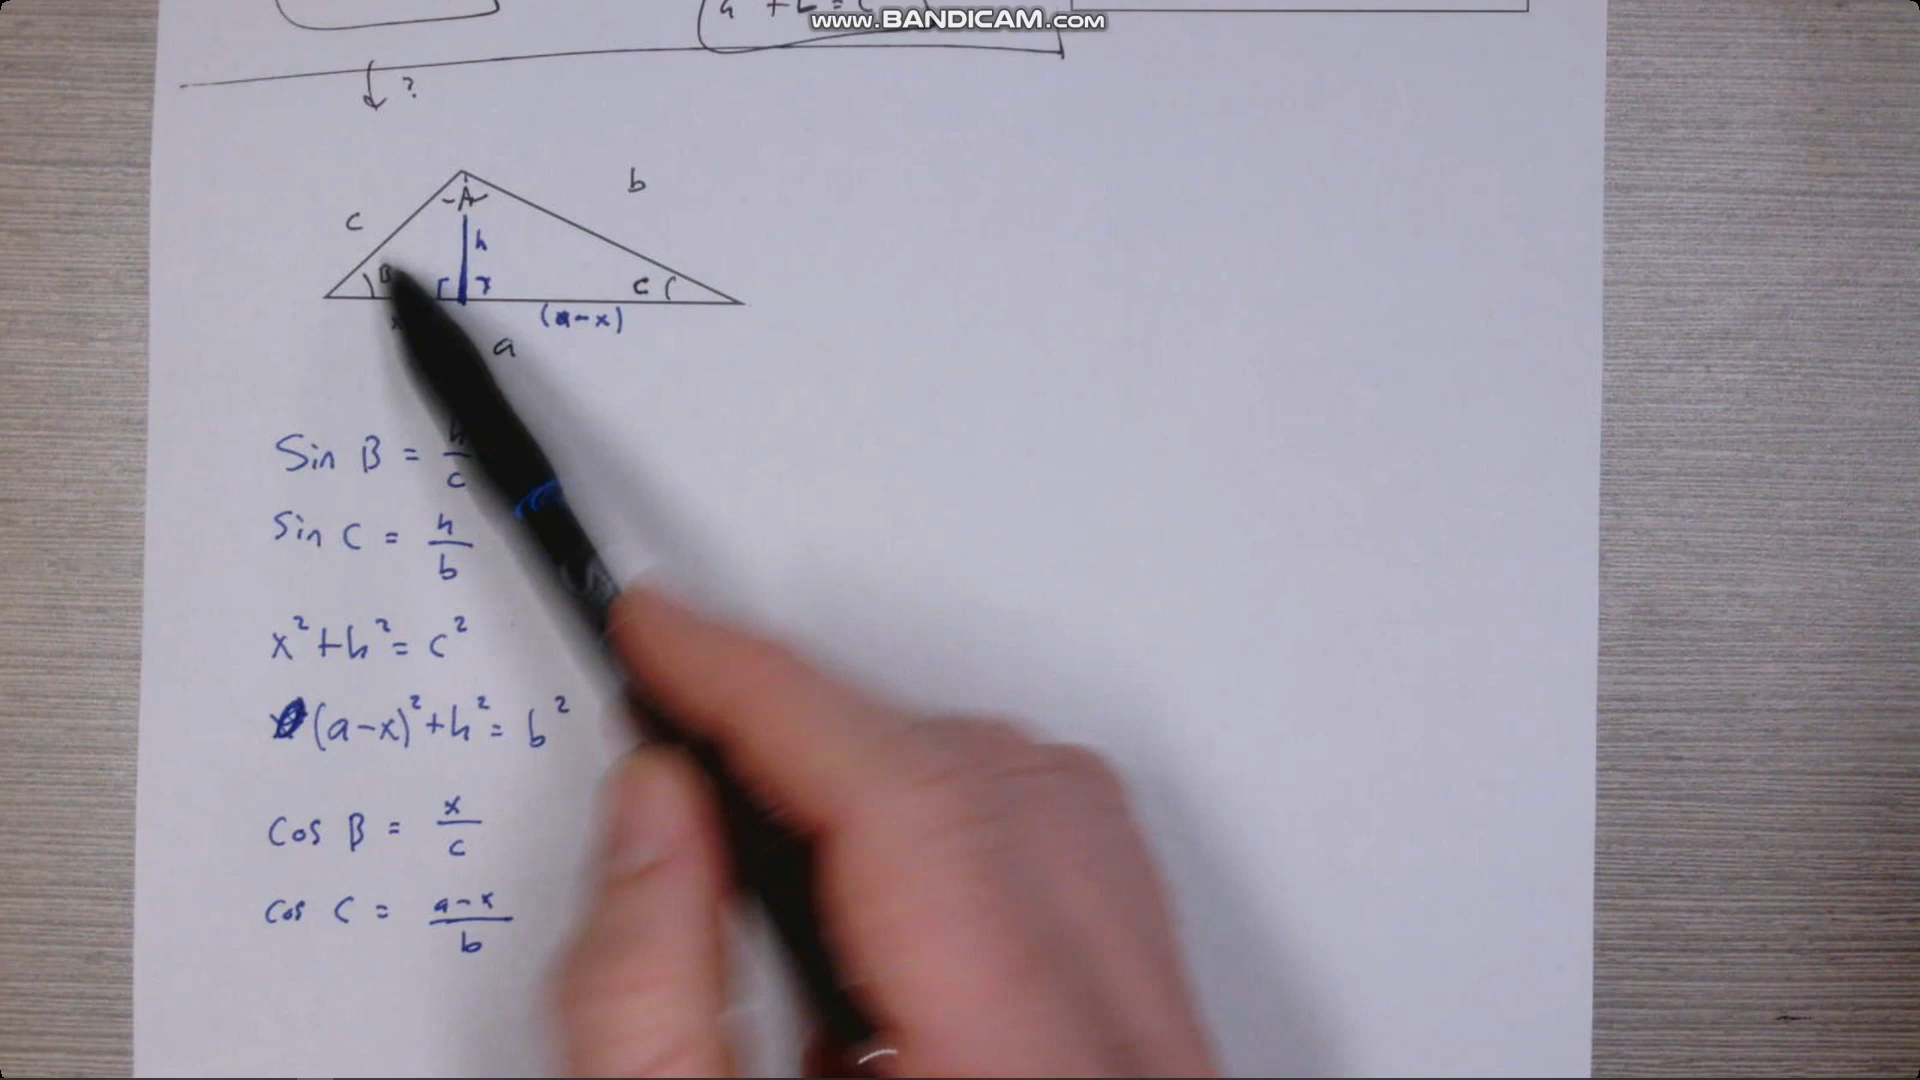 www.BANDICAM.com
?
A
b
c
h
B
C
x
(a-x)
a
Sin B = h/c
Sin C = h/b
x² + h² = c²
(a-x)² + h² = b²
Cos B = x/c
Cos C = a-x/b